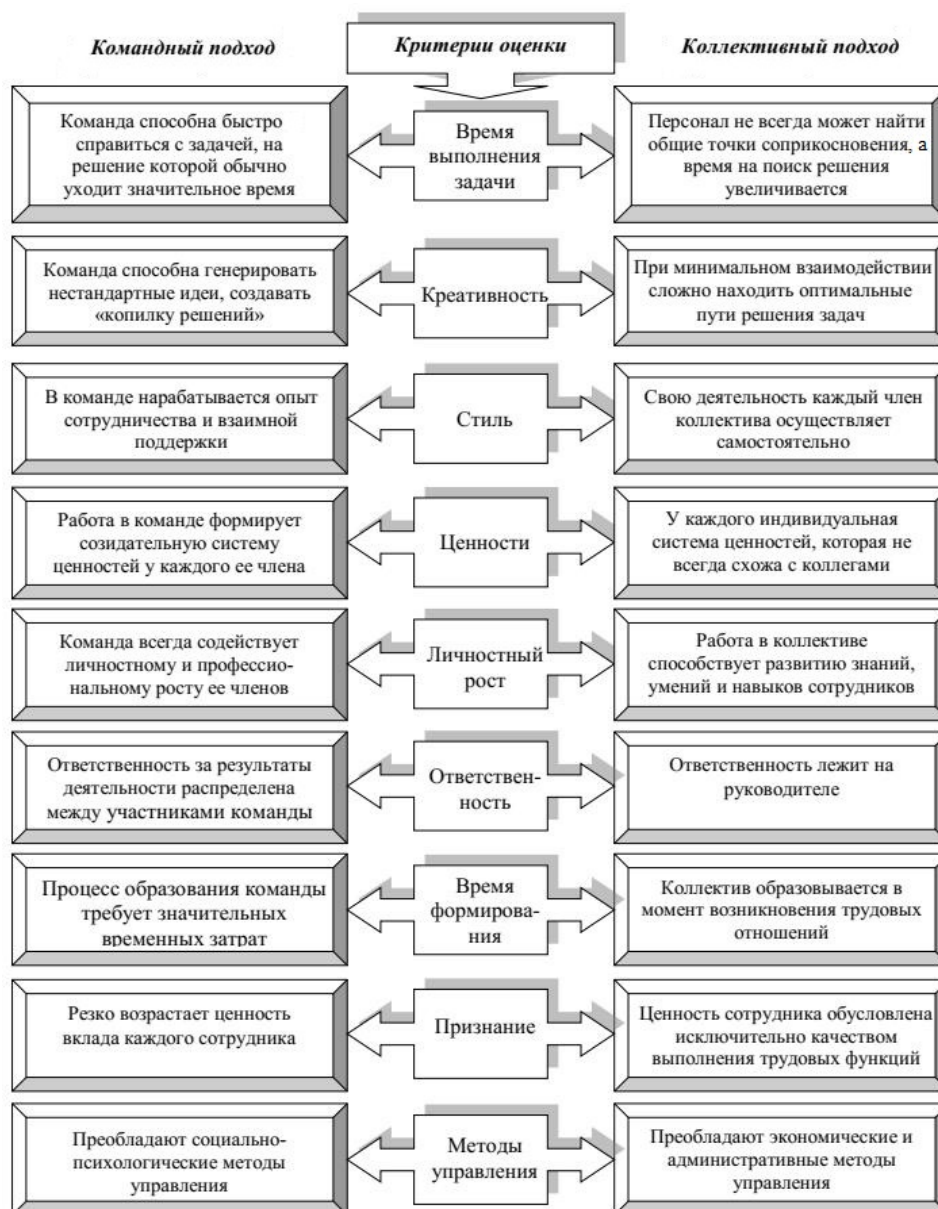 Командный подход
Критерии оценки
Коллективный подход
Команда способна быстро
справиться с задачей, на
решение которой обычно
уходит значительное время
Время
выполнения
задачи
Персонал не всегда может найти
общие точки соприкосновения, а
время на поиск решения
увеличивается
Команда способна генерировать
нестандартные идеи, создавать
«копилку решений»
Креативность
При минимальном взаимодействии
сложно находить оптимальные
пути решения задач
В команде нарабатывается опыт
сотрудничества и взаимной
поддержки
Стиль
Свою деятельность каждый член
коллектива осуществляет
самостоятельно
Работа в команде формирует
созидательную систему
ценностей у каждого ее члена
Ценности
У каждого индивидуальная
система ценностей, которая не
всегда схожа с коллегами
Команда всегда содействует
личностному и профессио-
нальному росту ее членов
Личностный
рост
Работа в коллективе
способствует развитию знаний,
умений и навыков сотрудников
Ответственность за результаты
деятельности распределена
между участниками команды
Ответствен-
ность
Ответственность лежит на
руководителе
Процесс образования команды
требует значительных
временных затрат
Время
формирова-
ния
Коллектив образовывается в
момент возникновения трудовых
отношений
Резко возрастает ценность
вклада каждого сотрудника
Признание
Ценность сотрудника обусловлена
исключительно качеством
выполнения трудовых функций
Преобладают социально-
психологические методы
управления
Методы
управления
Преобладают экономические и
административные методы
управления